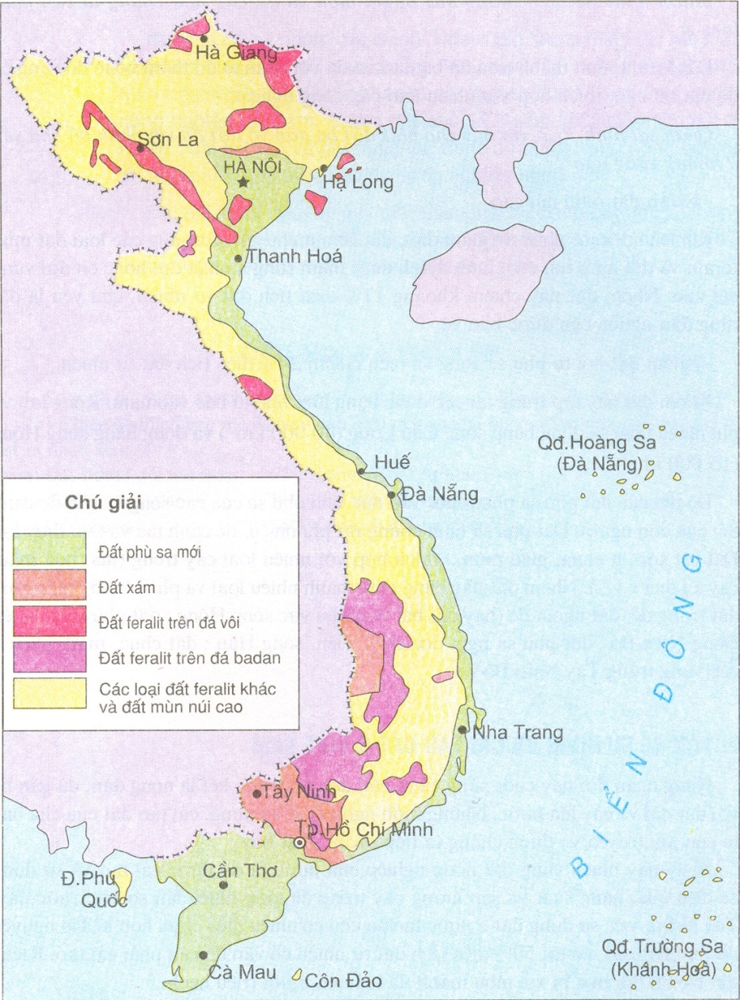 Hà Giang
Sơn La
HÀ NỘI
Hạ Long
Thanh Hoá
Qđ.Hoàng Sa
(Đà Nẵng)
Huế
Đà Nẵng
Chú giải
Đất phù sa mới
Đất xám
Đất feralit trên đá vôi
Đất feralit trên đá badan
Các loại đất feralit khác
và đất mùn núi cao
BIỂN ĐÔNG
Nha Trang
Tây Ninh
Tp.Hồ Chí Minh
Đ.Phú
Quốc
Cần Thơ
Cà Mau
Côn Đảo
Qđ.Trường Sa
(Khánh Hoà)